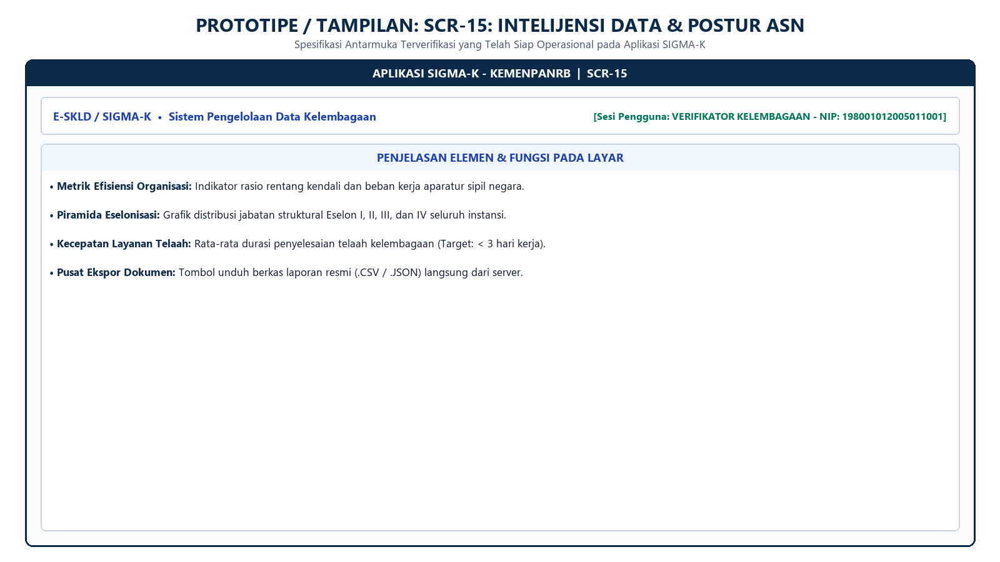 PROTOTIPE / TAMPILAN: SCR-15: INTELIJENSI DATA & POSTUR ASN
Spesifikasi Antarmuka Terverifikasi yang Telah Siap Operasional pada Aplikasi SIGMA-K
APLIKASI SIGMA-K - KEMENPANRB | SCR-15
E-SKLD / SIGMA-K • Sistem Pengelolaan Data Kelembagaan
[Sesi Pengguna: VERIFIKATOR KELEMBAGAAN - NIP: 198001012005011001]
PENJELASAN ELEMEN & FUNGSI PADA LAYAR
• Metrik Efisiensi Organisasi: Indikator rasio rentang kendali dan beban kerja aparatur sipil negara.
• Piramida Eselonisasi: Grafik distribusi jabatan struktural Eselon I, II, III, dan IV seluruh instansi.
• Kecepatan Layanan Telaah: Rata-rata durasi penyelesaian telaah kelembagaan (Target: < 3 hari kerja).
• Pusat Ekspor Dokumen: Tombol unduh berkas laporan resmi (.CSV / .JSON) langsung dari server.